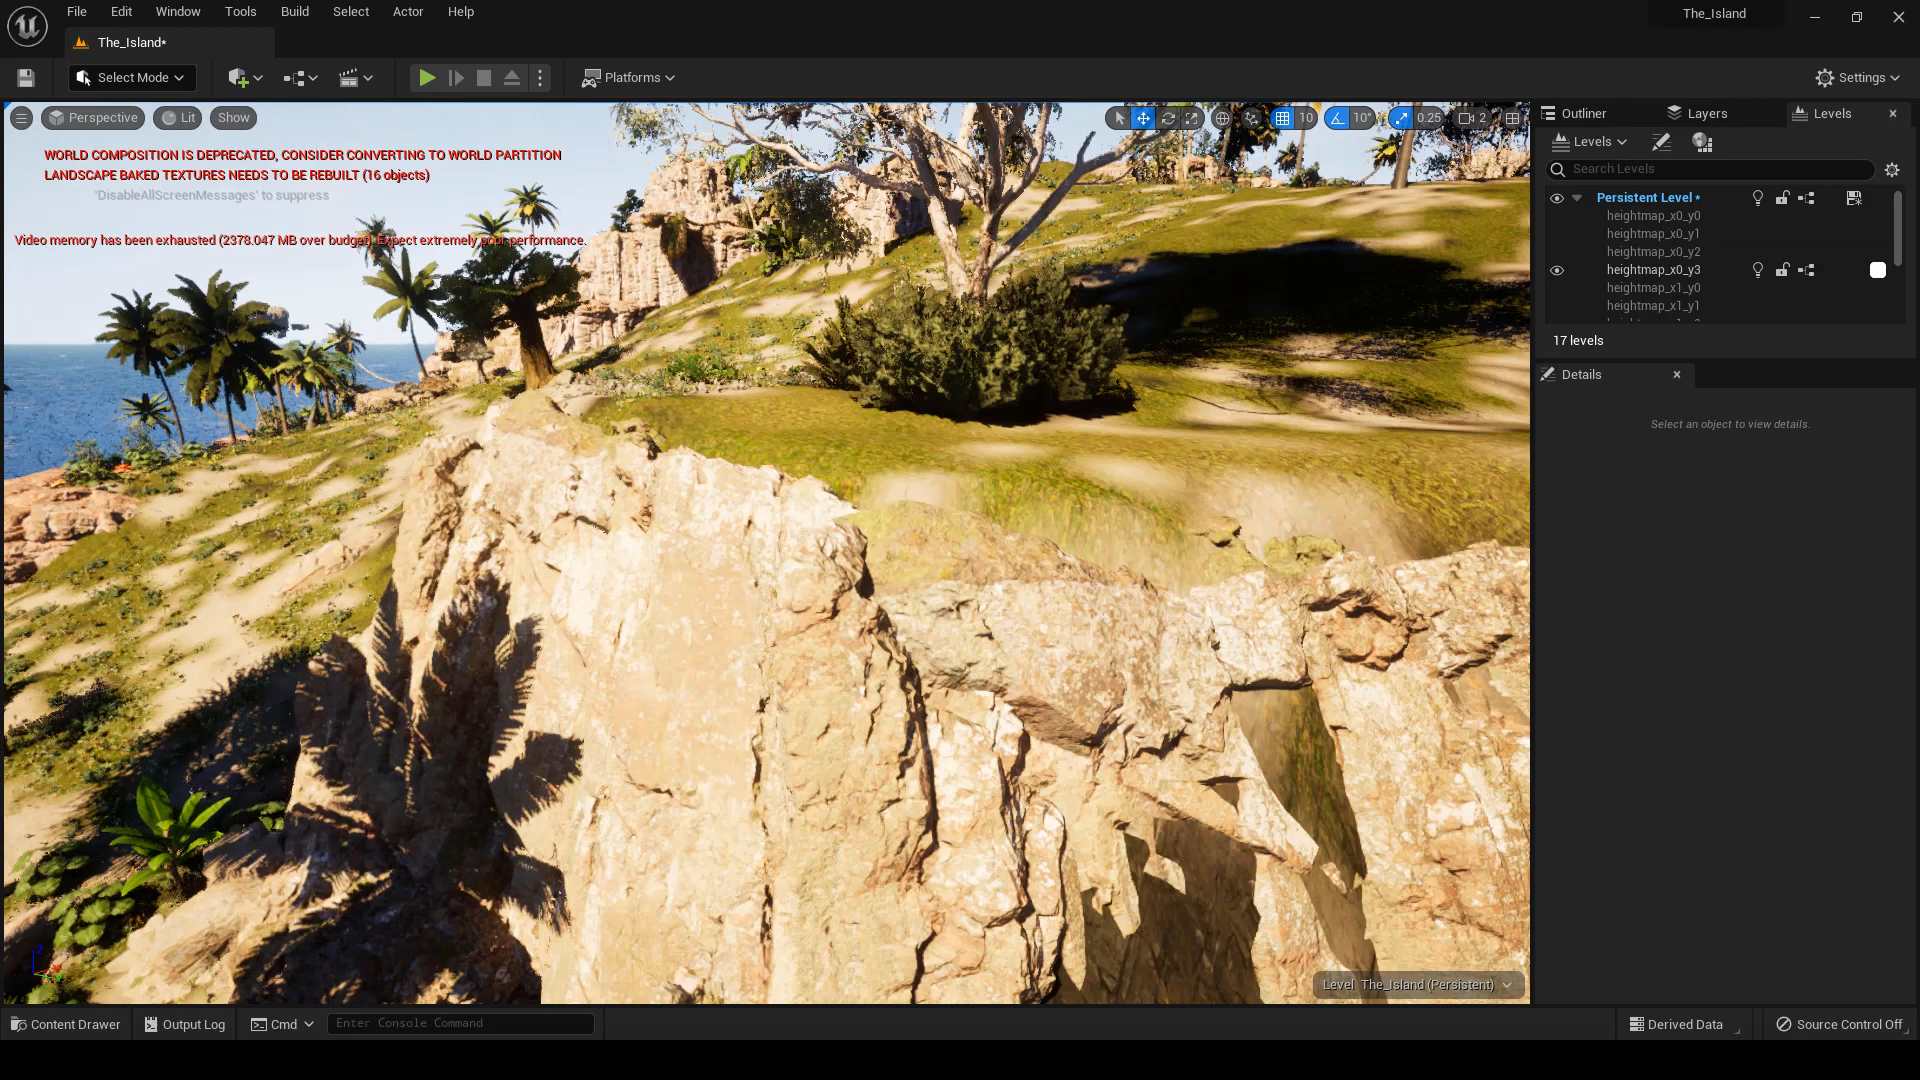 File Edit Window Tools Build Select Actor Help
The_Island
The_Island*
Select Mode
Platforms
Settings
Perspective Lit Show
10 10° 0.25 2
WORLD COMPOSITION IS DEPRECATED, CONSIDER CONVERTING TO WORLD PARTITION
LANDSCAPE BAKED TEXTURES NEEDS TO BE REBUILT (16 objects)
'DisableAllScreenMessages' to suppress
Video memory has been exhausted (2378.047 MB over budget). Expect extremely poor performance.
Outliner Layers Levels
Levels
Search Levels
Persistent Level *
heightmap_x0_y0
heightmap_x0_y1
heightmap_x0_y2
heightmap_x0_y3
heightmap_x1_y0
heightmap_x1_y1
17 levels
Details
Select an object to view details.
Z
Level The_Island (Persistent)
Content Drawer Output Log Cmd Enter Console Command
Derived Data Source Control Off